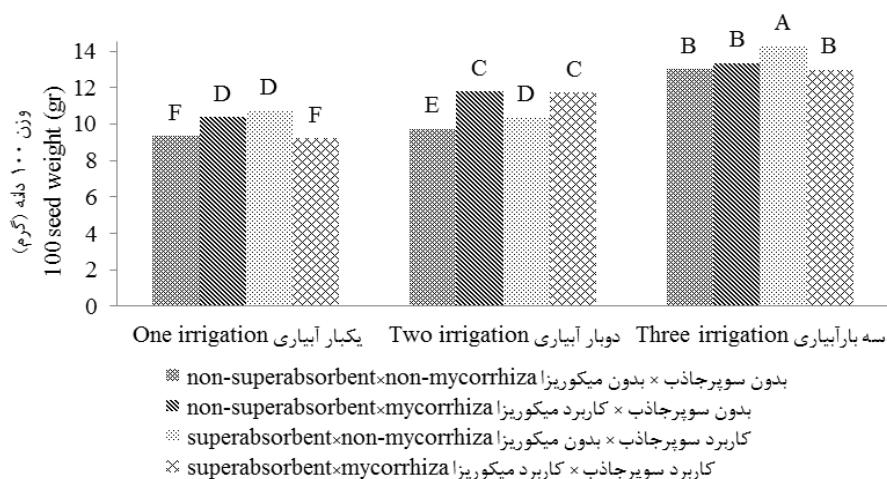 وزن ۱۰۰ دانه (گرم)
100 seed weight (gr)
14
12
10
8
6
4
2
0
F D D F E C D C B B A B
One irrigation یکبار آبیاری Two irrigation دوبار آبیاری Three irrigation سه بارآبیاری
non-superabsorbent×non-mycorrhiza بدون سوپرجاذب × بدون میکوریزا
non-superabsorbent×mycorrhiza بدون سوپرجاذب × کاربرد میکوریزا
superabsorbent×non-mycorrhiza کاربرد سوپرجاذب × بدون میکوریزا
superabsorbent×mycorrhiza کاربرد سوپرجاذب × کاربرد میکوریزا